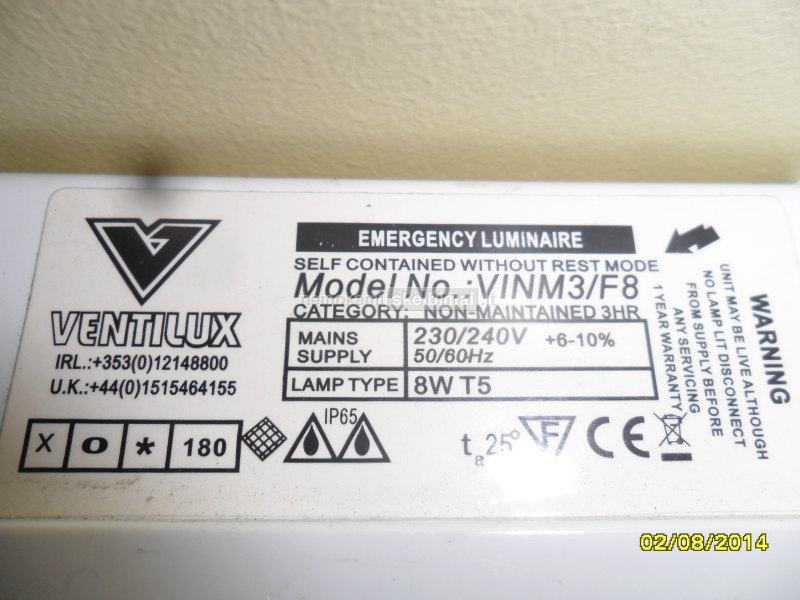 VENTILUX
IRL.:+353(0)12148800
U.K.:+44(0)1515464155
X O * 180
EMERGENCY LUMINAIRE
SELF CONTAINED WITHOUT REST MODE
Model No.:VINM3/F8
nemokami skelbimai.lt
CATEGORY: NON-MAINTAINED 3HR
MAINS SUPPLY 230/240V +6-10%
50/60Hz
LAMP TYPE 8W T5
IP65
ta25° F CE
WARNING
UNIT MAY BE LIVE ALTHOUGH
NO LAMP LIT DISCONNECT
FROM SUPPLY BEFORE
ANY SERVICING
1 YEAR WARRANTY
02/08/2014